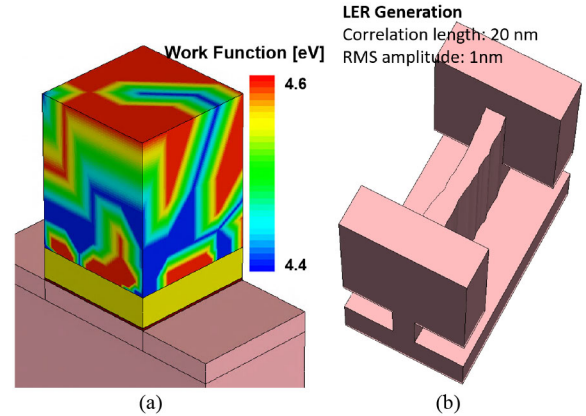 Work Function [eV]
4.6
4.4
(a)
LER Generation
Correlation length: 20 nm
RMS amplitude: 1nm
(b)